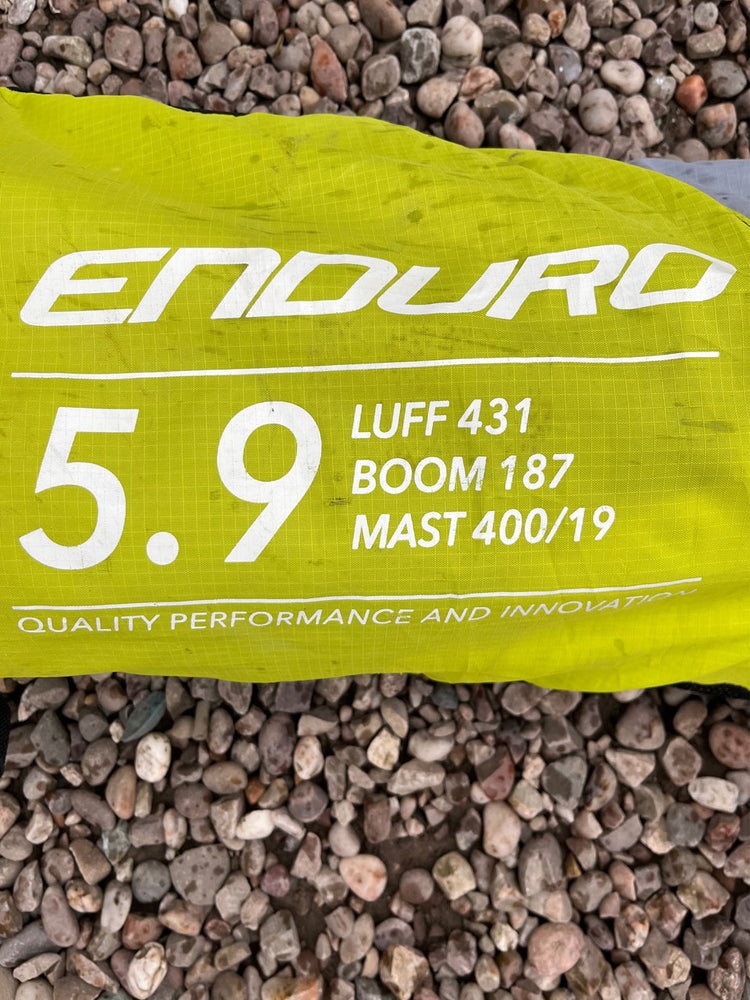 ENDURO
5.9
LUFF 431
BOOM 187
MAST 400/19
QUALITY PERFORMANCE AND INNOVATION